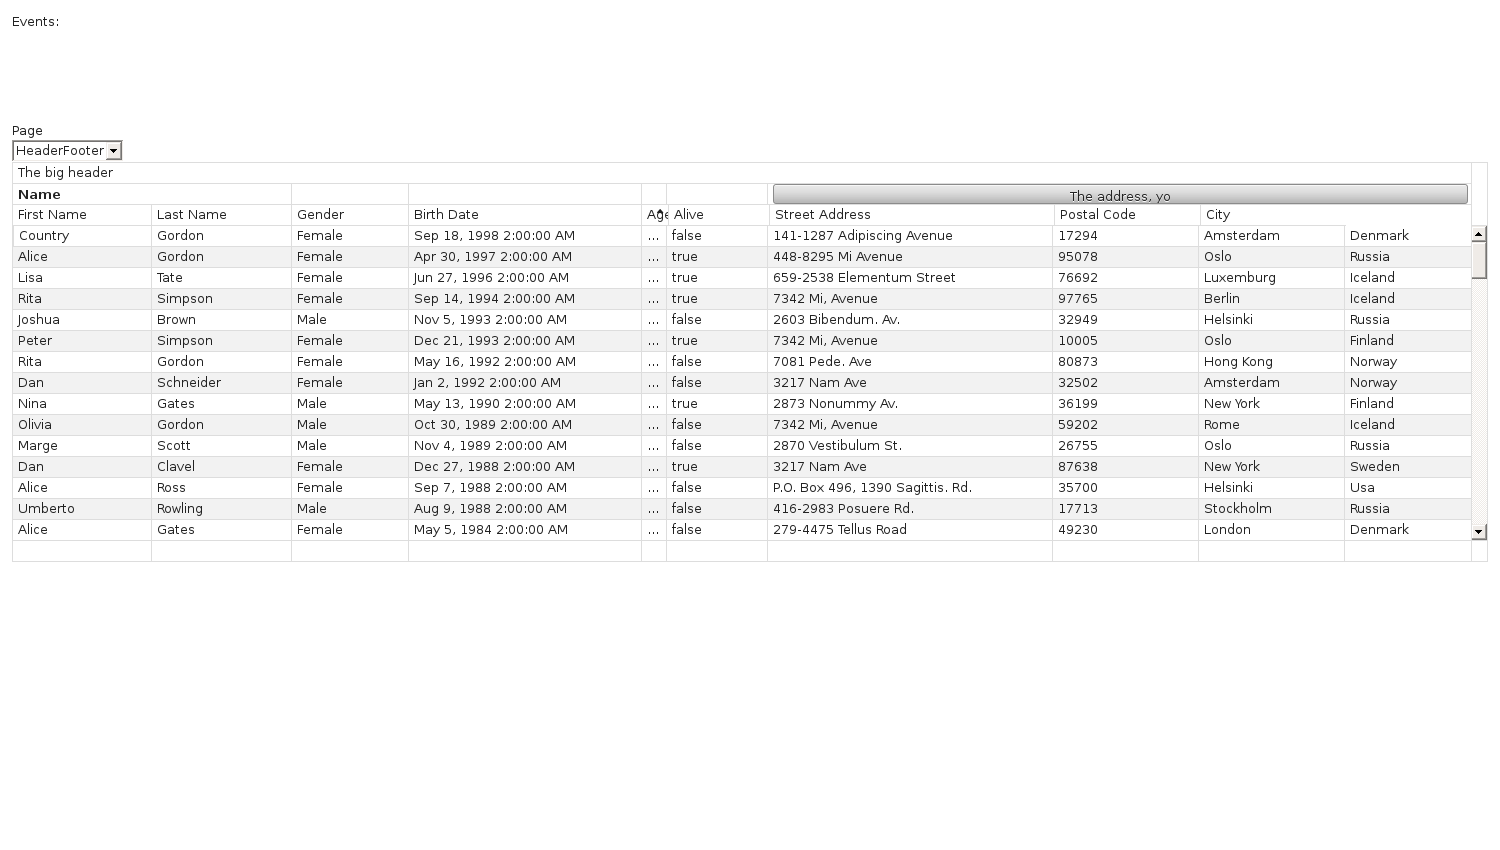 Events:
Page
HeaderFooter
The big header
Name The address, yo
First Name Last Name Gender Birth Date Age Alive Street Address Postal Code City
Country Gordon Female Sep 18, 1998 2:00:00 AM ... false 141-1287 Adipiscing Avenue 17294 Amsterdam Denmark
Alice Gordon Female Apr 30, 1997 2:00:00 AM ... true 448-8295 Mi Avenue 95078 Oslo Russia
Lisa Tate Female Jun 27, 1996 2:00:00 AM ... true 659-2538 Elementum Street 76692 Luxemburg Iceland
Rita Simpson Female Sep 14, 1994 2:00:00 AM ... true 7342 Mi, Avenue 97765 Berlin Iceland
Joshua Brown Male Nov 5, 1993 2:00:00 AM ... false 2603 Bibendum. Av. 32949 Helsinki Russia
Peter Simpson Female Dec 21, 1993 2:00:00 AM ... true 7342 Mi, Avenue 10005 Oslo Finland
Rita Gordon Female May 16, 1992 2:00:00 AM ... false 7081 Pede. Ave 80873 Hong Kong Norway
Dan Schneider Female Jan 2, 1992 2:00:00 AM ... false 3217 Nam Ave 32502 Amsterdam Norway
Nina Gates Male May 13, 1990 2:00:00 AM ... true 2873 Nonummy Av. 36199 New York Finland
Olivia Gordon Male Oct 30, 1989 2:00:00 AM ... false 7342 Mi, Avenue 59202 Rome Iceland
Marge Scott Male Nov 4, 1989 2:00:00 AM ... false 2870 Vestibulum St. 26755 Oslo Russia
Dan Clavel Female Dec 27, 1988 2:00:00 AM ... true 3217 Nam Ave 87638 New York Sweden
Alice Ross Female Sep 7, 1988 2:00:00 AM ... false P.O. Box 496, 1390 Sagittis. Rd. 35700 Helsinki Usa
Umberto Rowling Male Aug 9, 1988 2:00:00 AM ... false 416-2983 Posuere Rd. 17713 Stockholm Russia
Alice Gates Female May 5, 1984 2:00:00 AM ... false 279-4475 Tellus Road 49230 London Denmark